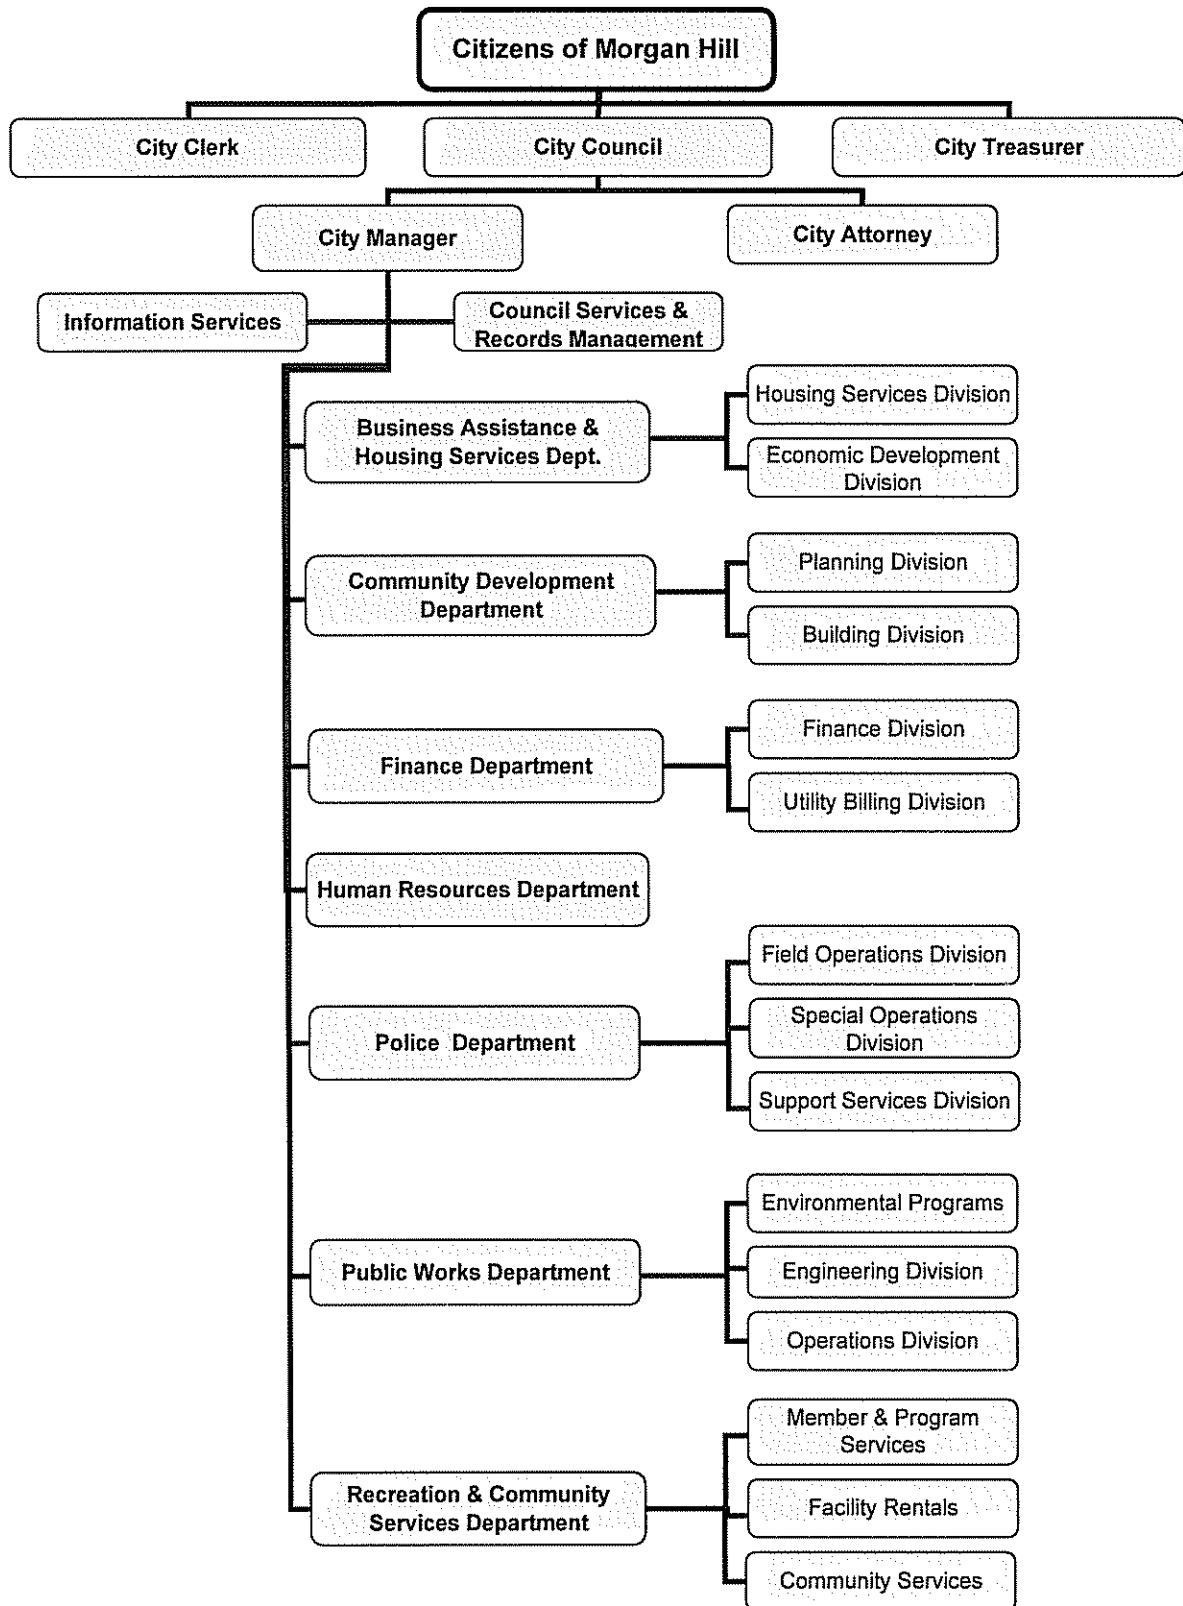 Citizens of Morgan Hill
City Clerk
City Council
City Treasurer
City Manager
City Attorney
Information Services
Council Services &
Records Management
Business Assistance &
Housing Services Dept.
Housing Services Division
Economic Development
Division
Community Development
Department
Planning Division
Building Division
Finance Department
Finance Division
Utility Billing Division
Human Resources Department
Police Department
Field Operations Division
Special Operations
Division
Support Services Division
Public Works Department
Environmental Programs
Engineering Division
Operations Division
Recreation & Community
Services Department
Member & Program
Services
Facility Rentals
Community Services